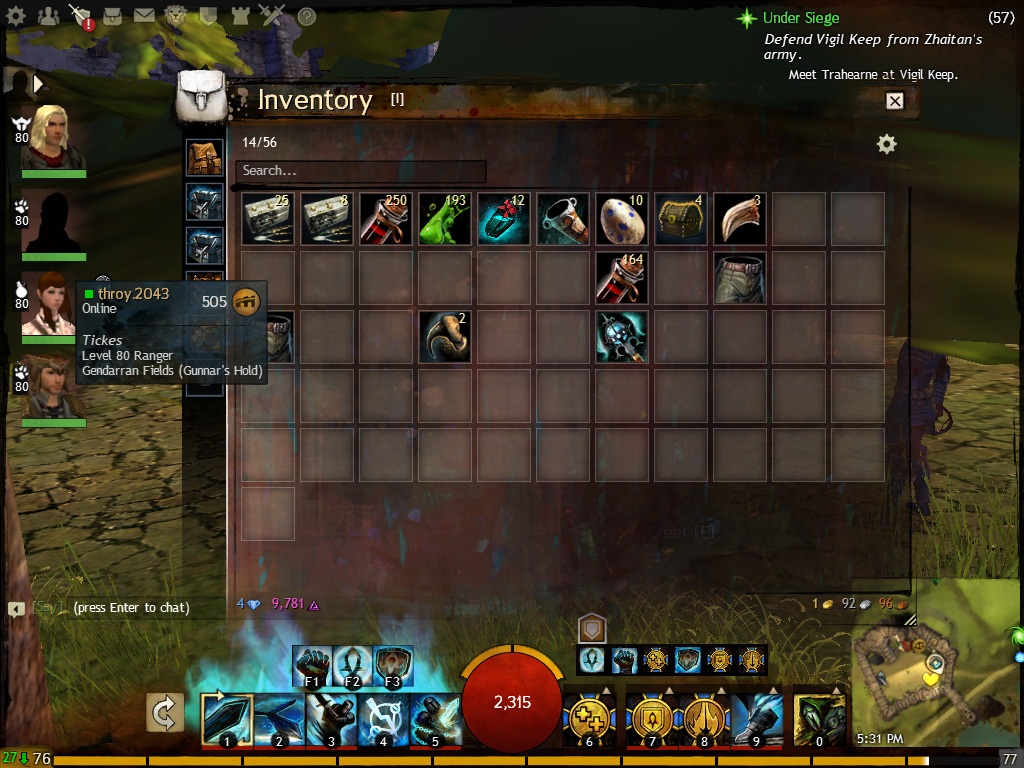 Under Siege
(57)
Defend Vigil Keep from Zhaitan's
army.
Meet Trahearne at Vigil Keep.
Inventory [I]
14/56
Search...
25 8 250 193 12 10 4 3
164
2
80
80
80
80
throy.2043
Online
505
Tickes
Level 80 Ranger
Gendarran Fields (Gunnar's Hold)
[F]
4 9,781
1 92 96
[Say] (press Enter to chat)
F1 F2 F3
2,315
1 2 3 4 5 6 7 8 9 0
5:31 PM
27 76
77